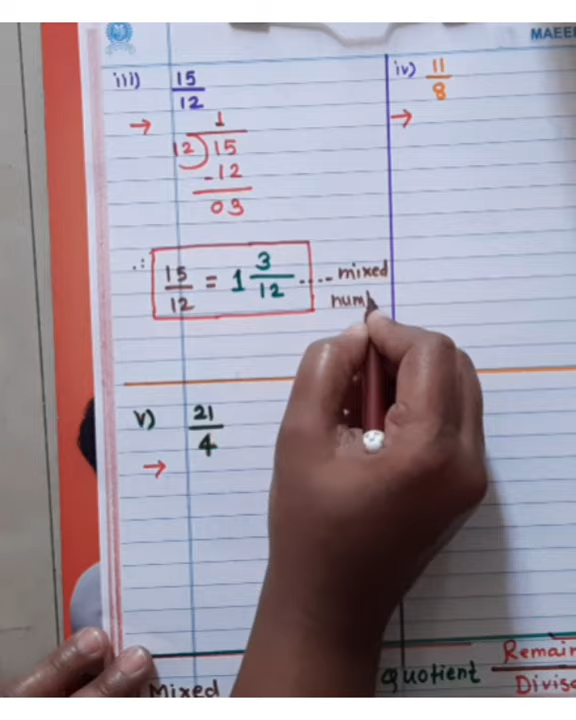 MAEE
iii) 15/12
→ 1
12)15
-12
03
∴ 15/12 = 1 3/12 .... mixed
num
iv) 11/8
→
v) 21/4
→
Mixed Quotient Remain/Divis